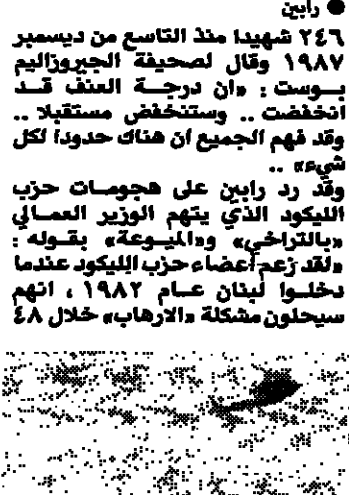 ● رابين
٢٤٦ شهيدا منذ التاسع من ديسمبر
١٩٨٧ وقال لصحيفة الجيروزاليم
بوست : «ان درجة العنف قد
انخفضت .. وستنخفض مستقبلا ..
وقد فهم الجميع ان هناك حدودا لكل
شيء» ..
وقد رد رابين على هجومات حزب
الليكود الذي يتهم الوزير العمالي
«بالتراخي» و«الميوعة» بقوله :
«لقد زعم أعضاء حزب الليكود عندما
دخلوا لبنان عام ١٩٨٢ ، انهم
سيحلون مشكلة «الارهاب» خلال ٤٨